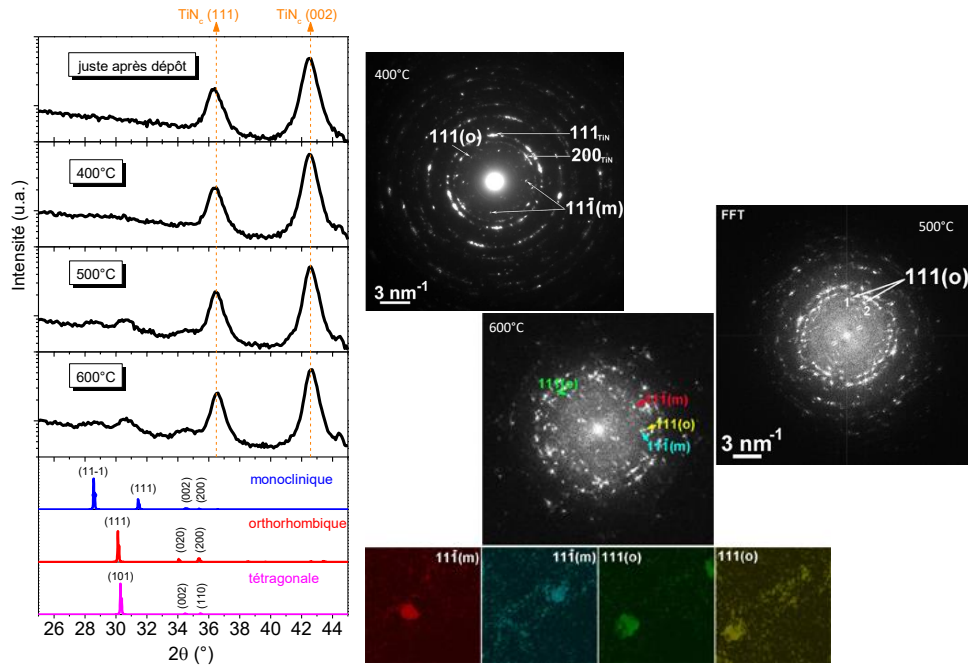 TiNc (111)
TiNc (002)
juste après dépôt
400°C
500°C
600°C
Intensité (u.a.)
(11-1)
(111)
(002)
(200)
monoclinique
(111)
(020)
(200)
orthorhombique
(101)
(002)
(110)
tétragonale
26 28 30 32 34 36 38 40 42 44
2θ (°)
400°C
111(o)
111TiN
200TiN
111̄(m)
3 nm-1
FFT
500°C
111(o)
1
2
3 nm-1
600°C
111(o)
111̄(m)
111(o)
111̄(m)
111̄(m)
111̄(m)
111(o)
111(o)